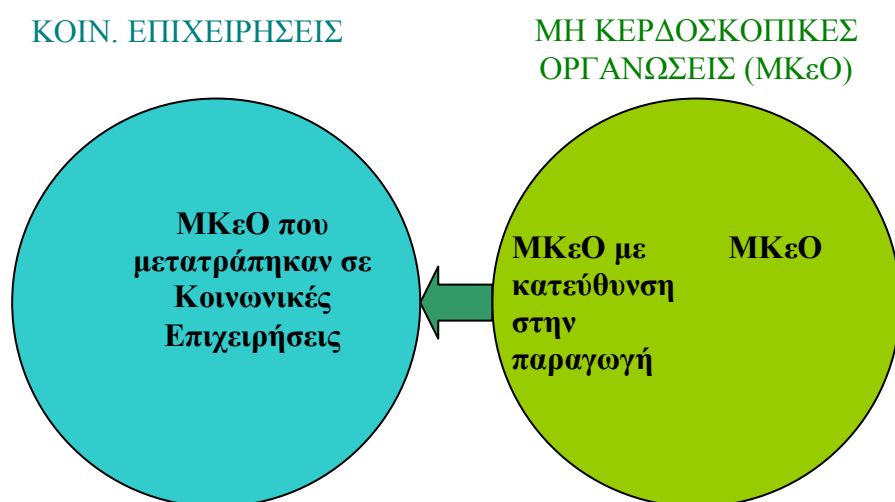 ΚΟΙΝ. ΕΠΙΧΕΙΡΗΣΕΙΣ
ΜΗ ΚΕΡΔΟΣΚΟΠΙΚΕΣ
ΟΡΓΑΝΩΣΕΙΣ (ΜΚεΟ)
ΜΚεΟ που
μετατράπηκαν σε
Κοινωνικές
Επιχειρήσεις
ΜΚεΟ με
κατεύθυνση
στην
παραγωγή
ΜΚεΟ